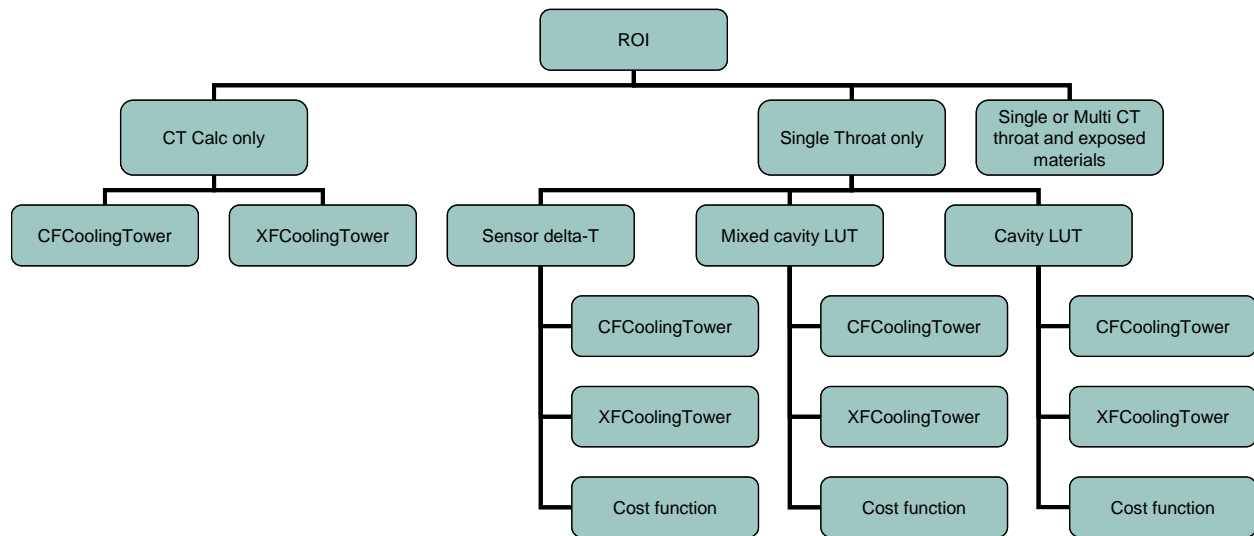 ROI
CT Calc only
Single Throat only
Single or Multi CT
throat and exposed
materials
CFCoolingTower
XFCoolingTower
Sensor delta-T
Mixed cavity LUT
Cavity LUT
CFCoolingTower
CFCoolingTower
CFCoolingTower
XFCoolingTower
XFCoolingTower
XFCoolingTower
Cost function
Cost function
Cost function